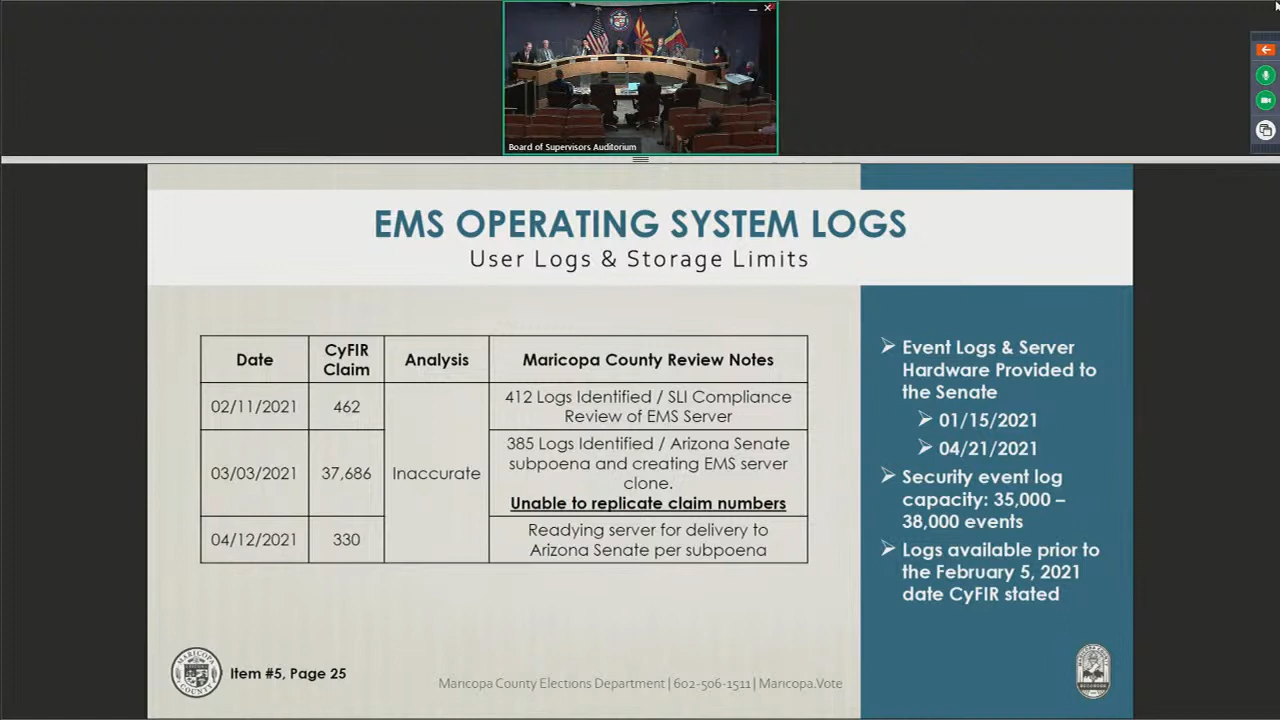 Board of Supervisors Auditorium
EMS OPERATING SYSTEM LOGS
User Logs & Storage Limits
Date
CyFIR
Claim
Analysis
Maricopa County Review Notes
02/11/2021
462
412 Logs Identified / SLI Compliance
Review of EMS Server
03/03/2021
37,686
Inaccurate
385 Logs Identified / Arizona Senate
subpoena and creating EMS server
clone.
Unable to replicate claim numbers
04/12/2021
330
Readying server for delivery to
Arizona Senate per subpoena
➢ Event Logs & Server
Hardware Provided to
the Senate
➢ 01/15/2021
➢ 04/21/2021
➢ Security event log
capacity: 35,000 –
38,000 events
➢ Logs available prior to
the February 5, 2021
date CyFIR stated
MARICOPA
COUNTY
Item #5, Page 25
Maricopa County Elections Department | 602-506-1511 | Maricopa.Vote